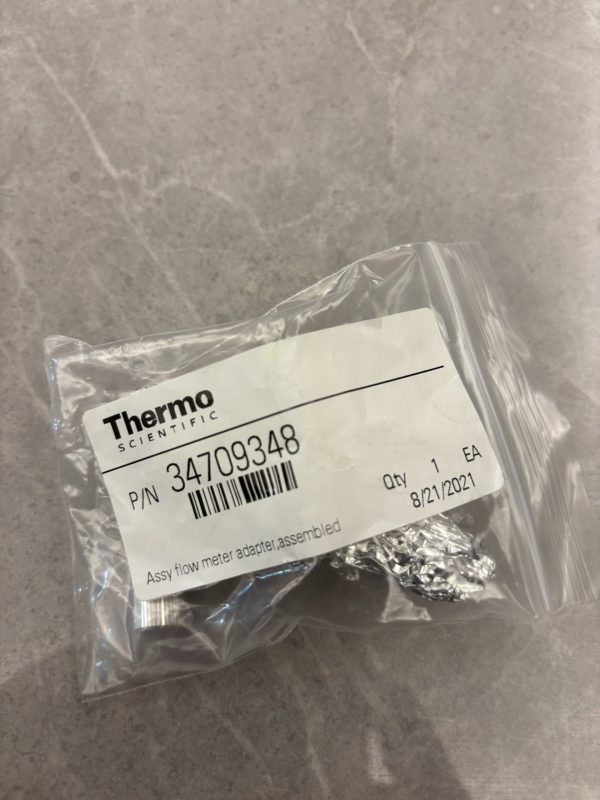 Thermo
SCIENTIFIC
P/N 34709348
Qty 1 EA
8/21/2021
Assy flow meter adapter,assembled